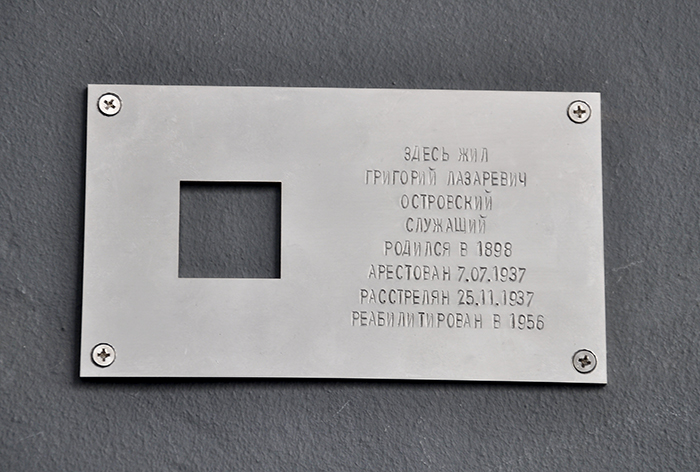 ЗДЕСЬ ЖИЛ
ГРИГОРИЙ ЛАЗАРЕВИЧ
ОСТРОВСКИЙ
СЛУЖАЩИЙ
РОДИЛСЯ В 1898
АРЕСТОВАН 7.07.1937
РАССТРЕЛЯН 25.11.1937
РЕАБИЛИТИРОВАН В 1956